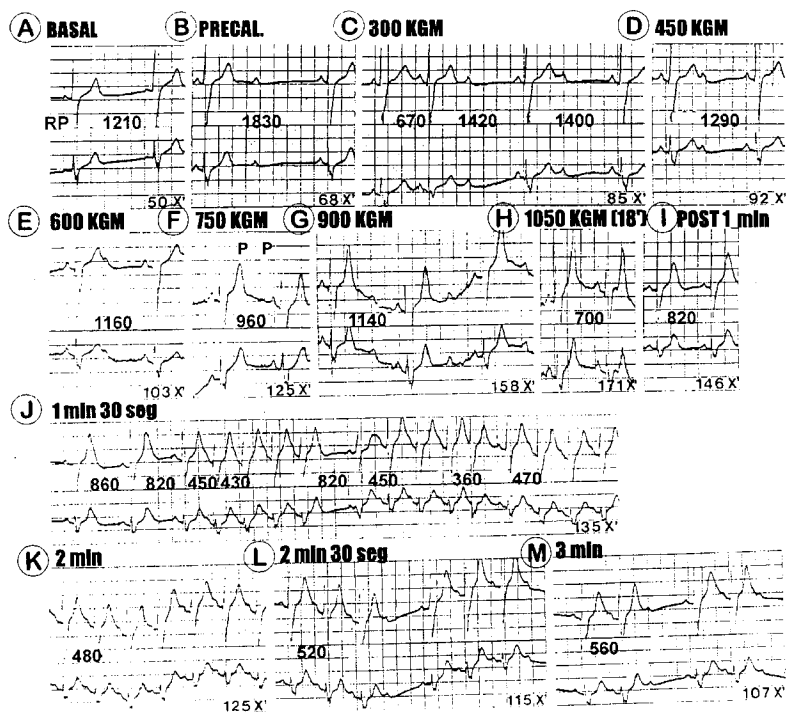 A BASAL
B PRECAL.
C 300 KGM
D 450 KGM
RP 1210
1830
670 1420 1400
1290
50 X'
68 X'
85 X'
92 X'
E 600 KGM
F 750 KGM
G 900 KGM
H 1050 KGM (18')
I POST 1 min
P P
1160
960
1140
700
820
103 X'
125 X'
158 X'
171 X'
146 X'
J 1 min 30 seg
860 820 450 430 820 450 360 470
135 X'
K 2 min
L 2 min 30 seg
M 3 min
480
520
560
125 X'
115 X'
107 X'